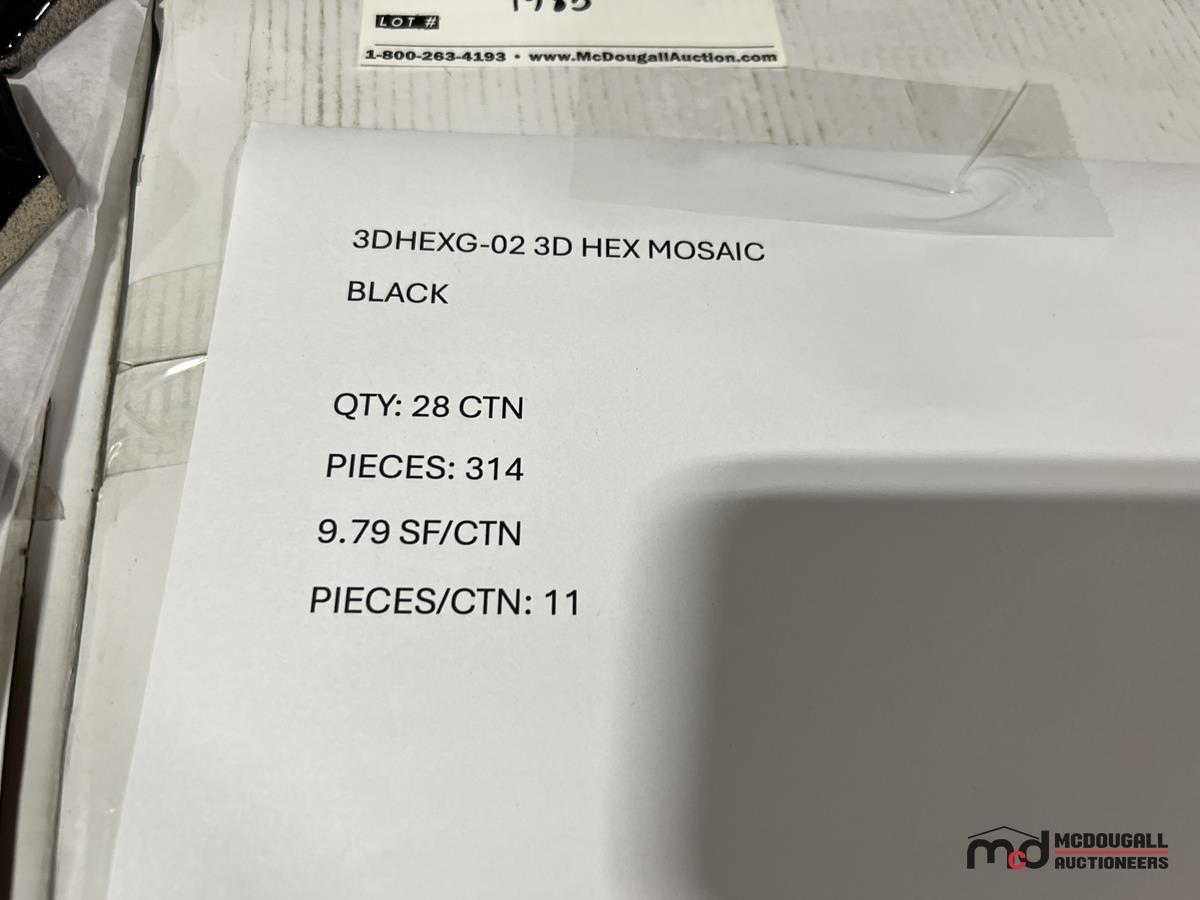 LOT #
1-800-263-4193 • www.McDougallAuction.com
3DHEXG-02 3D HEX MOSAIC
BLACK
QTY: 28 CTN
PIECES: 314
9.79 SF/CTN
PIECES/CTN: 11
mcd MCDOUGALL
AUCTIONEERS